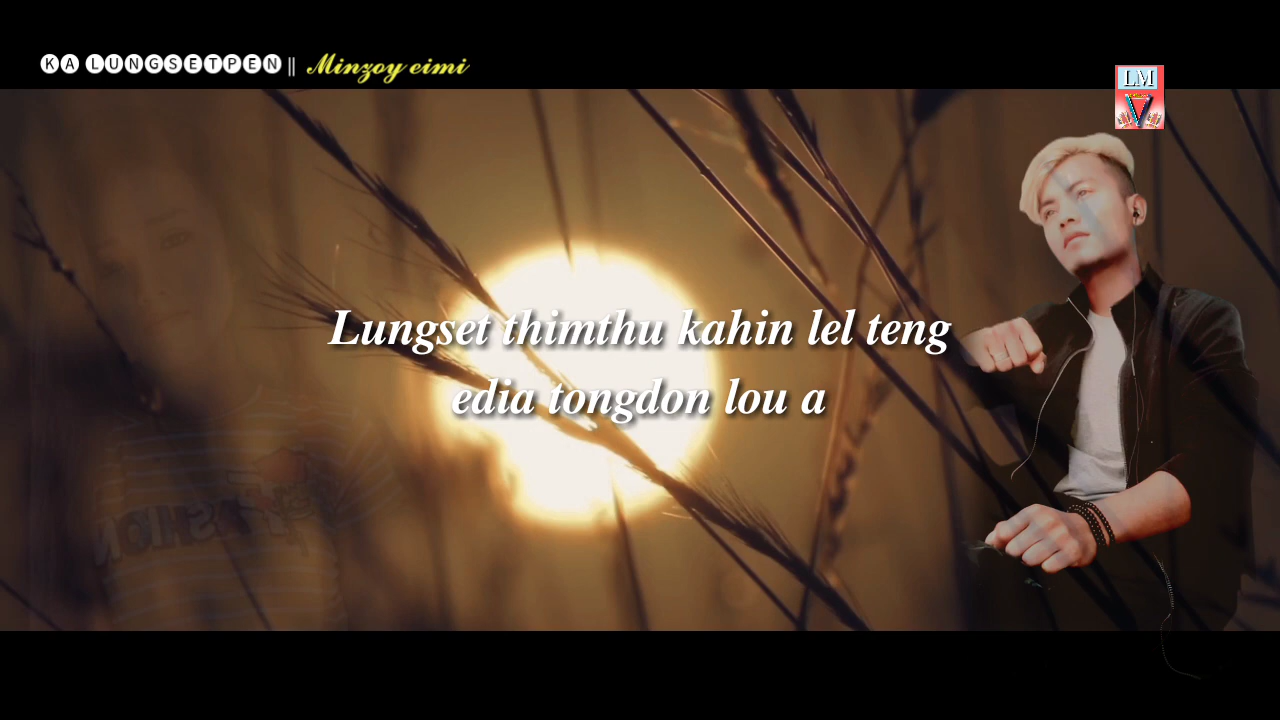 KA LUNGSETPEN || Minzoy eimi
LM
Lungset thimthu kahin lel teng
edia tongdon lou a